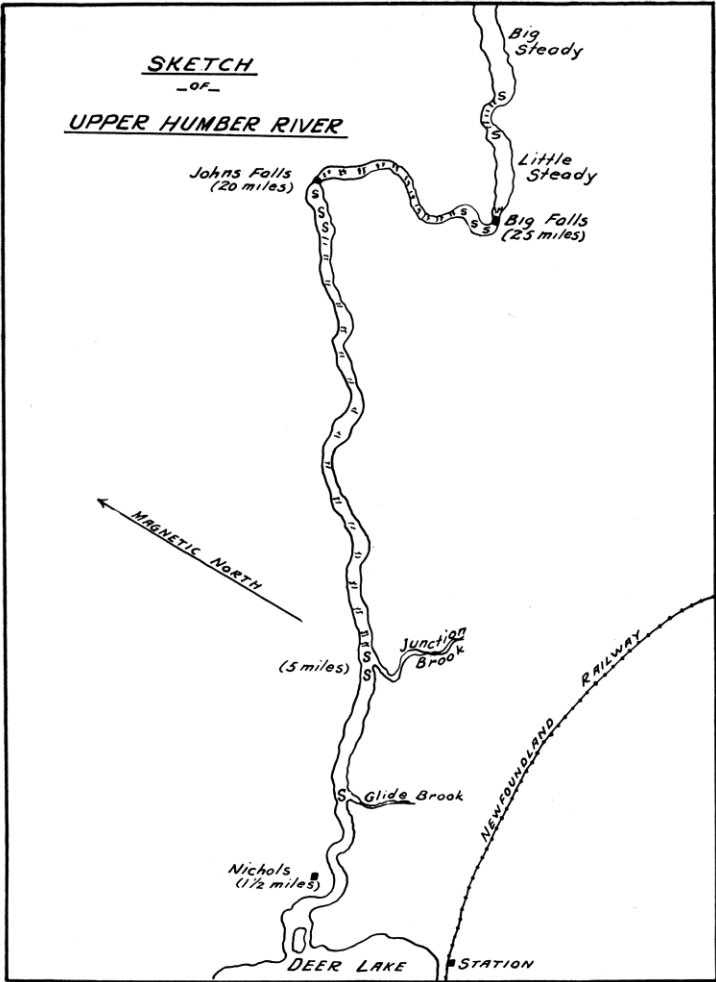 SKETCH
_OF_
UPPER HUMBER RIVER
Big
Steady
S
S
Little
Steady
Johns Falls
(20 miles)
S
S
S
S
S
S
S
Big Falls
(25 miles)
MAGNETIC NORTH
Junction
Brook
(5 miles)
S
S
NEWFOUNDLAND RAILWAY
S
Glide Brook
Nichols
(1½ miles)
DEER LAKE
STATION